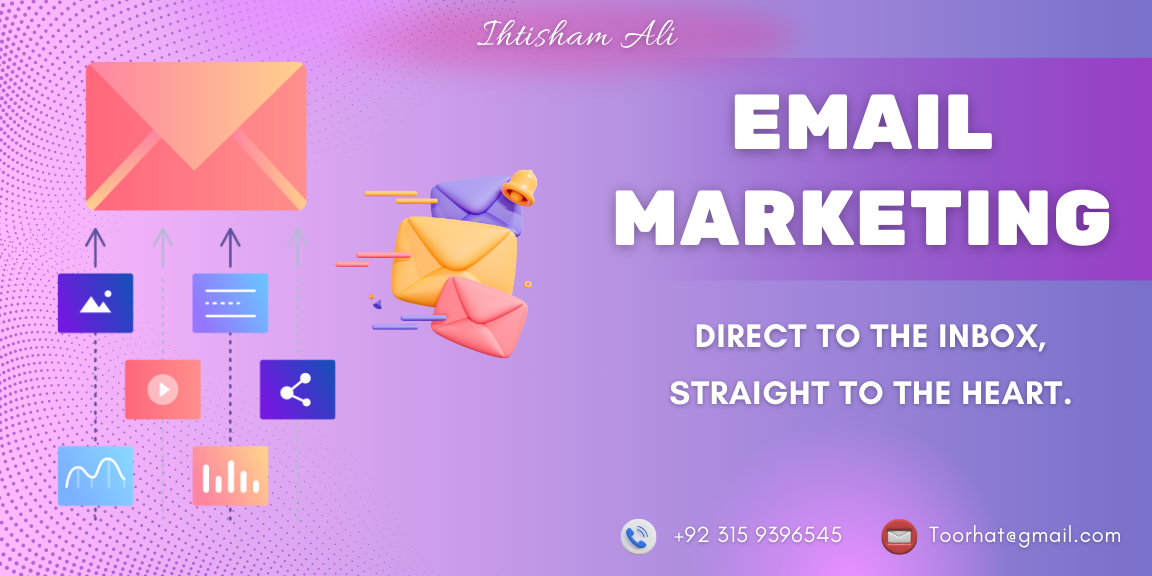 Ihtisham Ali
EMAIL
MARKETING
DIRECT TO THE INBOX,
STRAIGHT TO THE HEART.
+92 315 9396545
Toorhat@gmail.com